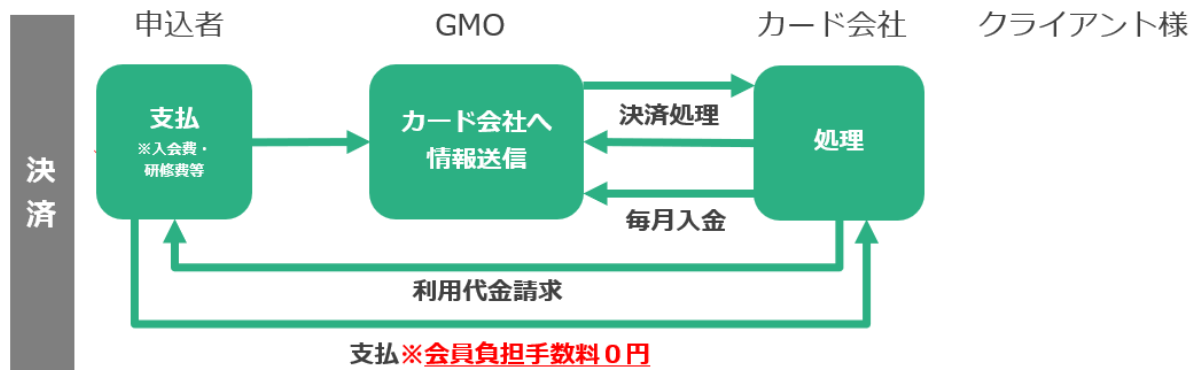 申込者
GMO
カード会社
クライアント様
決
済
支払
※入会費・
研修費等
カード会社へ
情報送信
決済処理
処理
毎月入金
利用代金請求
支払※会員負担手数料０円